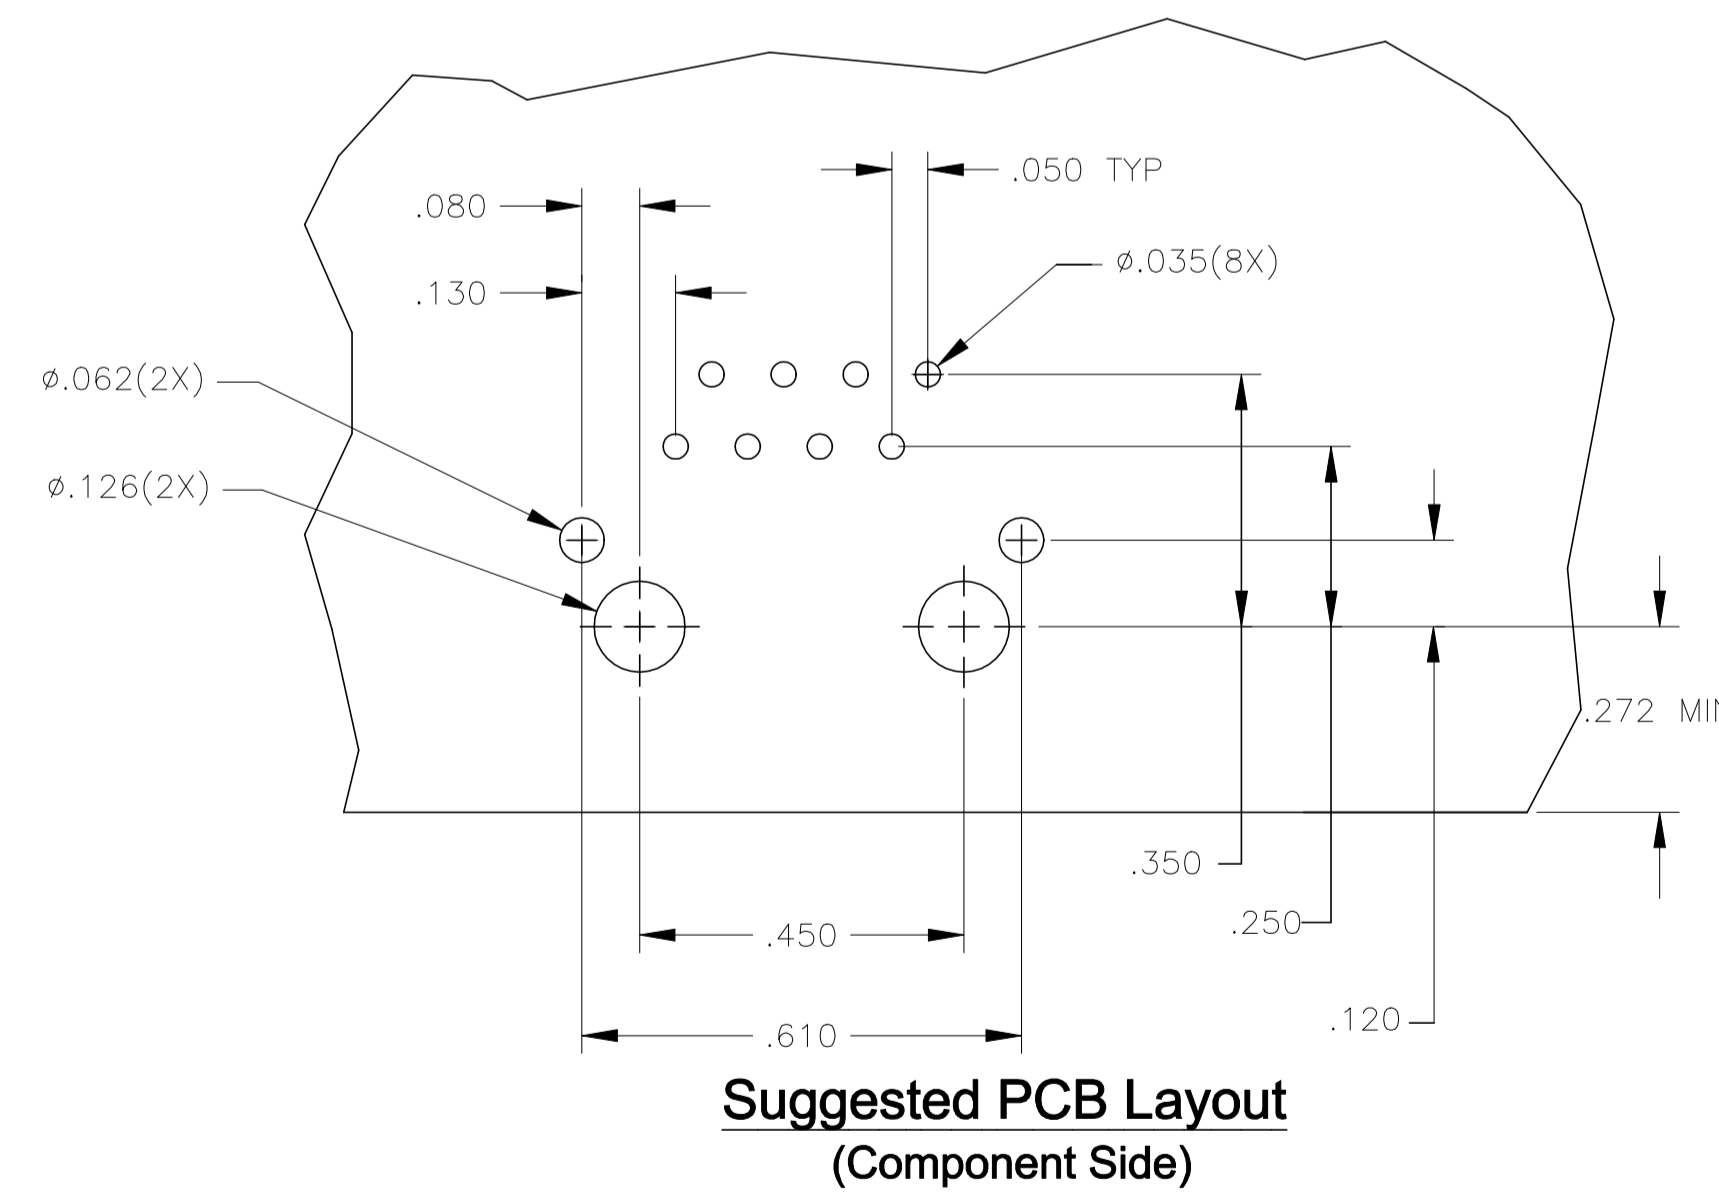 .050 TYP
.080
⌀.035(8X)
.130
⌀.062(2X)
⌀.126(2X)
.272
.350
.250
.450
.120
.610
Suggested PCB Layout
(Component Side)